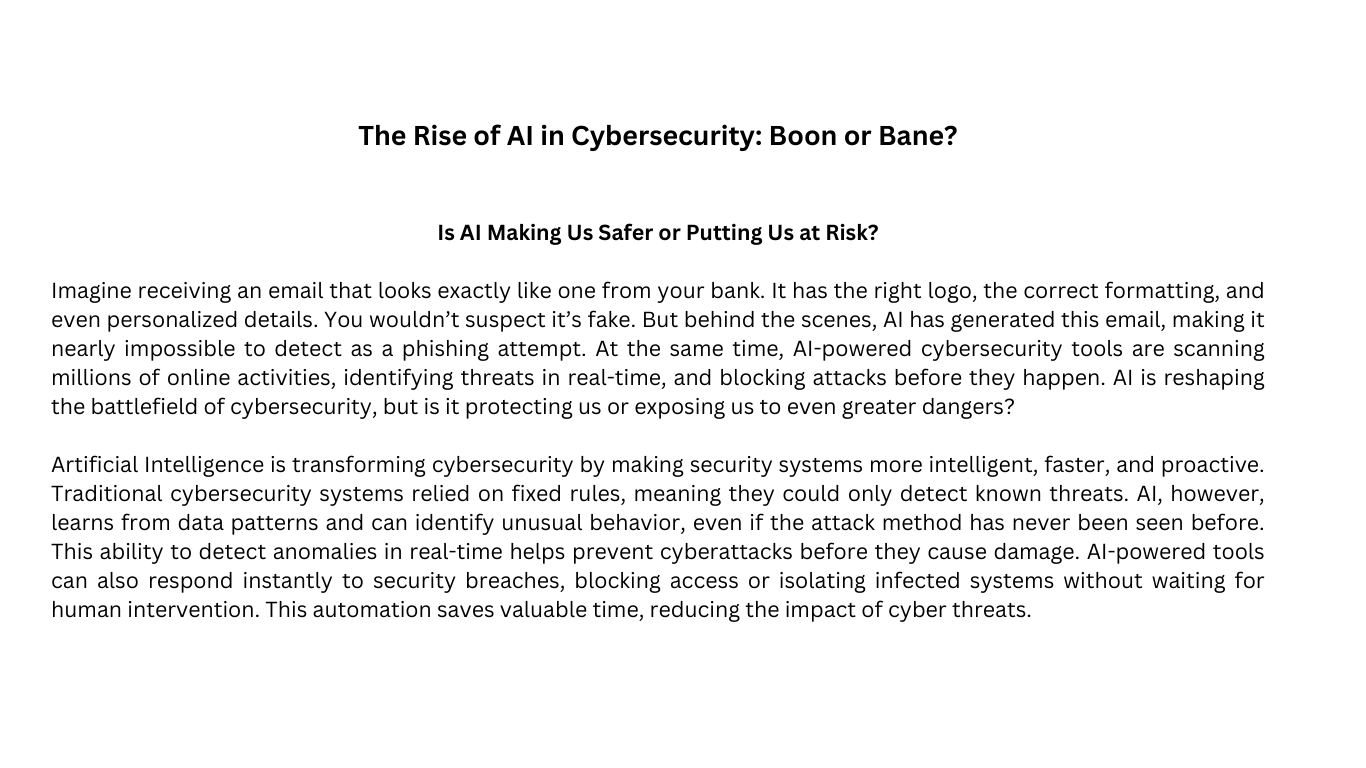 The Rise of AI in Cybersecurity: Boon or Bane?
Is AI Making Us Safer or Putting Us at Risk?
Imagine receiving an email that looks exactly like one from your bank. It has the right logo, the correct formatting, and
even personalized details. You wouldn’t suspect it’s fake. But behind the scenes, AI has generated this email, making it
nearly impossible to detect as a phishing attempt. At the same time, AI-powered cybersecurity tools are scanning
millions of online activities, identifying threats in real-time, and blocking attacks before they happen. AI is reshaping
the battlefield of cybersecurity, but is it protecting us or exposing us to even greater dangers?
Artificial Intelligence is transforming cybersecurity by making security systems more intelligent, faster, and proactive.
Traditional cybersecurity systems relied on fixed rules, meaning they could only detect known threats. AI, however,
learns from data patterns and can identify unusual behavior, even if the attack method has never been seen before.
This ability to detect anomalies in real-time helps prevent cyberattacks before they cause damage. AI-powered tools
can also respond instantly to security breaches, blocking access or isolating infected systems without waiting for
human intervention. This automation saves valuable time, reducing the impact of cyber threats.